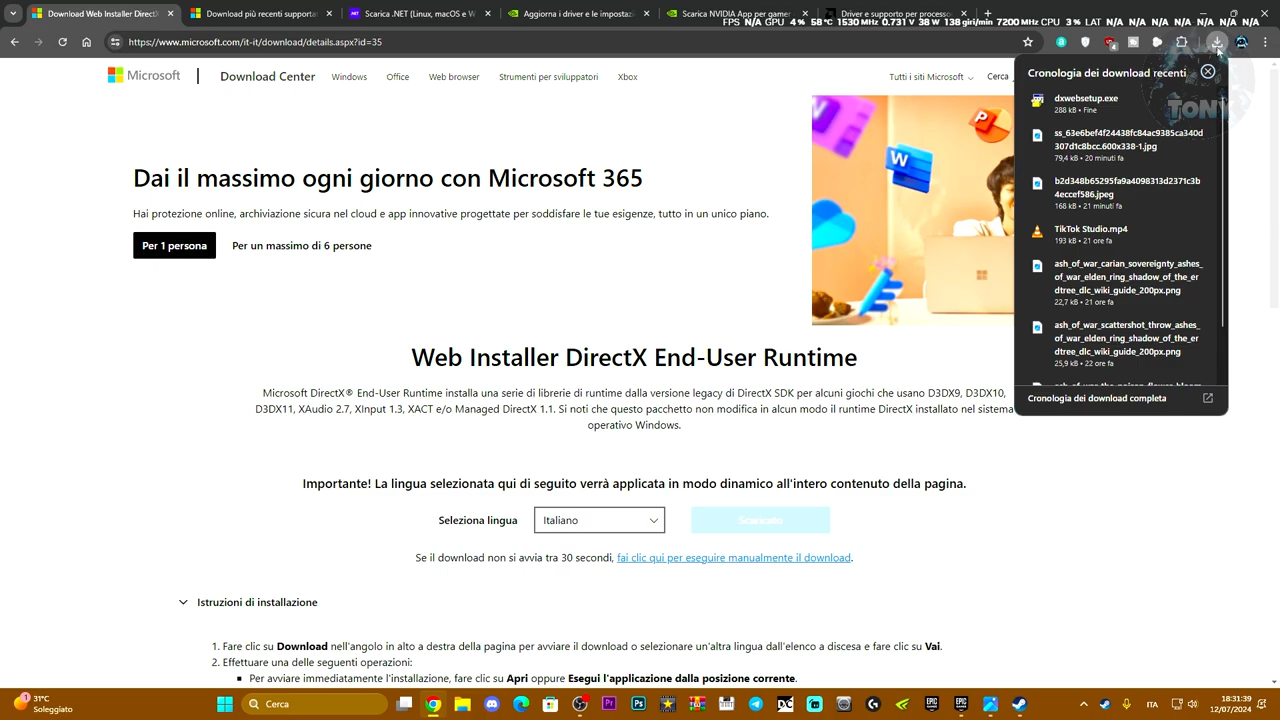 Download Web Installer DirectX
Download più recenti supportat
Scarica .NET (Linux, macOS e W
Aggiorna i driver e le impostaz
Scarica NVIDIA App per gamer
Driver e supporto per processo
FPS N/A GPU 4 % 58 °C 1530 MHz 0.731 V 38 W 138 giri/min 7200 MHz CPU 3 % LAT N/A N/A N/A N/A N/A N/A
https://www.microsoft.com/it-it/download/details.aspx?id=35
Microsoft
Download Center
Windows
Office
Web browser
Strumenti per sviluppatori
Xbox
Tutti i siti Microsoft
Cerca
Cronologia dei download recenti
TONY
dxwebsetup.exe
288 kB • Fine
ss_63e6bef4f24438fc84ac9385ca340d
307d1c8bcc.600x338-1.jpg
79,4 kB • 20 minuti fa
b2d348b65295fa9a4098313d2371c3b
4eccef586.jpeg
168 kB • 21 minuti fa
TikTok Studio.mp4
193 kB • 21 ore fa
ash_of_war_carian_sovereignty_ashes_
of_war_elden_ring_shadow_of_the_er
dtree_dlc_wiki_guide_200px.png
22,7 kB • 21 ore fa
ash_of_war_scattershot_throw_ashes_
of_war_elden_ring_shadow_of_the_er
dtree_dlc_wiki_guide_200px.png
25,9 kB • 22 ore fa
Cronologia dei download completa
Dai il massimo ogni giorno con Microsoft 365
Hai protezione online, archiviazione sicura nel cloud e app innovative progettate per soddisfare le tue esigenze, tutto in un unico piano.
Per 1 persona
Per un massimo di 6 persone
Web Installer DirectX End-User Runtime
Microsoft DirectX® End-User Runtime installa una serie di librerie di runtime dalla versione legacy di DirectX SDK per alcuni giochi che usano D3DX9, D3DX10,
D3DX11, XAudio 2.7, XInput 1.3, XACT e/o Managed DirectX 1.1. Si noti che questo pacchetto non modifica in alcun modo il runtime DirectX installato nel sistema
operativo Windows.
Importante! La lingua selezionata qui di seguito verrà applicata in modo dinamico all'intero contenuto della pagina.
Seleziona lingua
Italiano
Scaricato
Se il download non si avvia tra 30 secondi, fai clic qui per eseguire manualmente il download.
Istruzioni di installazione
1. Fare clic su Download nell'angolo in alto a destra della pagina per avviare il download o selezionare un'altra lingua dall'elenco a discesa e fare clic su Vai.
2. Effettuare una delle seguenti operazioni:
Per avviare immediatamente l'installazione, fare clic su Apri oppure Esegui l'applicazione dalla posizione corrente.
31°C
Soleggiato
Cerca
ITA
18:31:39
12/07/2024